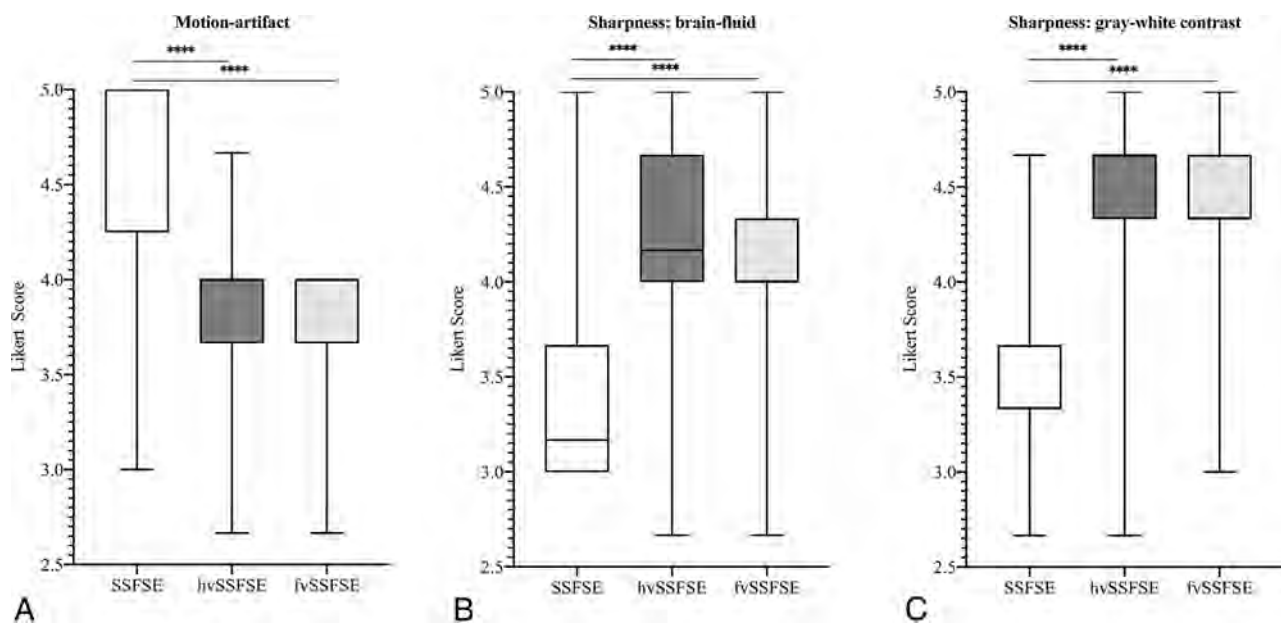 Motion-artifact
****
****
Likert Score
5.0
4.5
4.0
3.5
3.0
2.5
SSFSE hvSSFSE fvSSFSE
A
Sharpness: brain-fluid
****
****
Likert Score
5.0
4.5
4.0
3.5
3.0
2.5
SSFSE hvSSFSE fvSSFSE
B
Sharpness: gray-white contrast
****
****
Likert Score
5.0
4.5
4.0
3.5
3.0
2.5
SSFSE hvSSFSE fvSSFSE
C